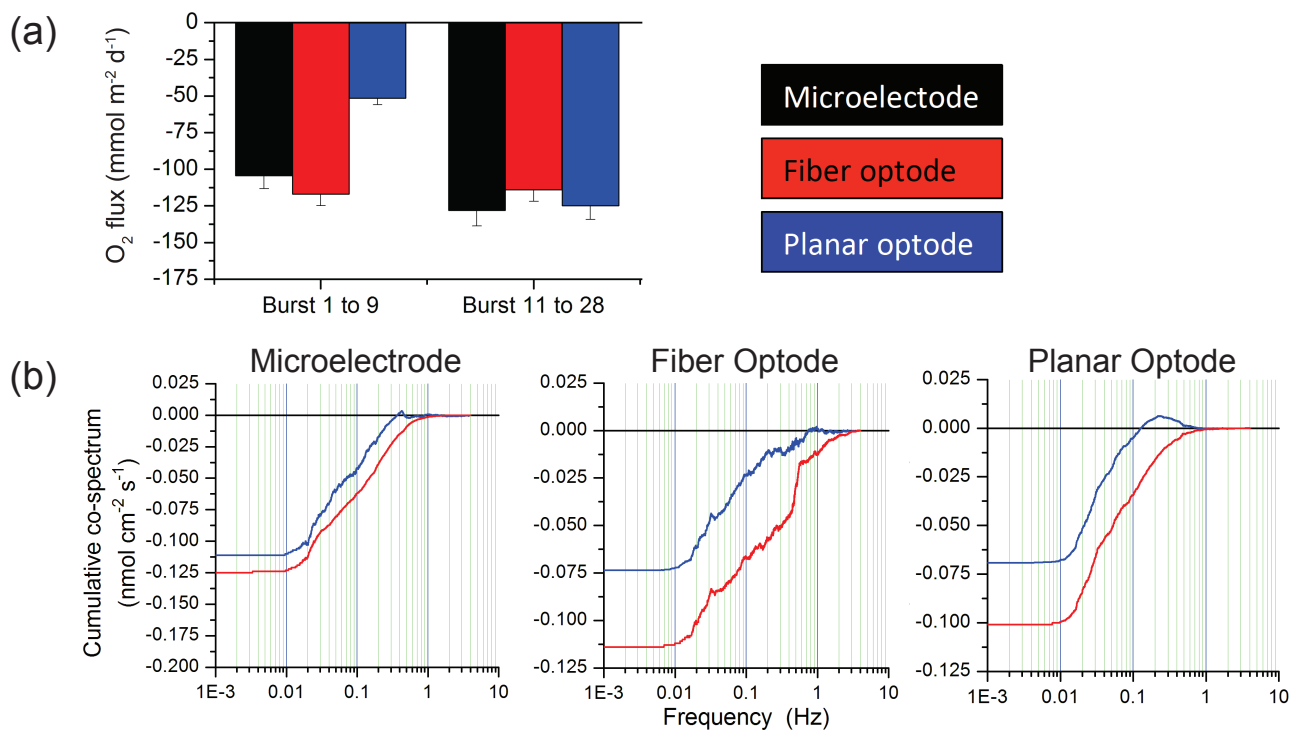 (a)
0
-25
-50
-75
-100
-125
-150
-175
O₂ flux (mmol m⁻² d⁻¹)
Burst 1 to 9 Burst 11 to 28
Microelectode
Fiber optode
Planar optode
(b)
Microelectrode Fiber Optode Planar Optode
Cumulative co-spectrum
(nmol cm⁻² s⁻¹)
0.025
0.000
-0.025
-0.050
-0.075
-0.100
-0.125
-0.150
-0.175
-0.200
1E-3 0.01 0.1 1 10
0.025
0.000
-0.025
-0.050
-0.075
-0.100
-0.125
1E-3 0.01 0.1 1 10
0.025
0.000
-0.025
-0.050
-0.075
-0.100
-0.125
1E-3 0.01 0.1 1 10
Frequency (Hz)